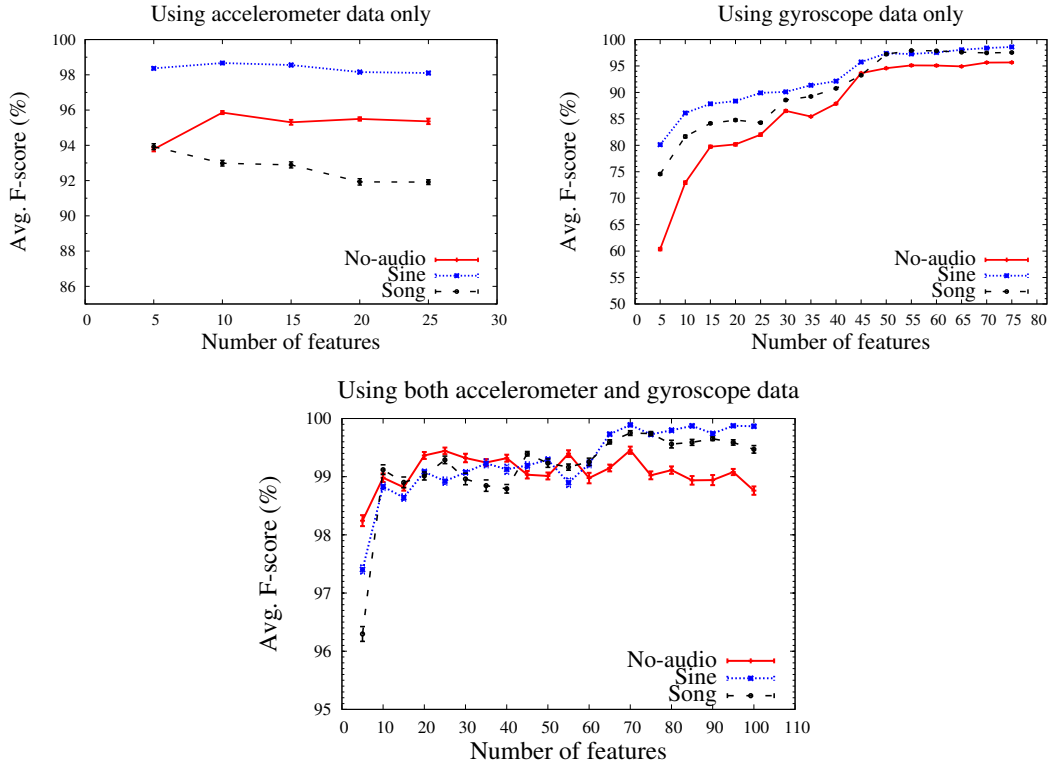 Using accelerometer data only
100
98
96
94
92
90
88
86
Avg. F-score (%)
No-audio
Sine
Song
0 5 10 15 20 25 30
Number of features
Using gyroscope data only
100
95
90
85
80
75
70
65
60
55
50
Avg. F-score (%)
No-audio
Sine
Song
0 5 10 15 20 25 30 35 40 45 50 55 60 65 70 75 80
Number of features
Using both accelerometer and gyroscope data
100
99
98
97
96
95
Avg. F-score (%)
No-audio
Sine
Song
0 10 20 30 40 50 60 70 80 90 100 110
Number of features